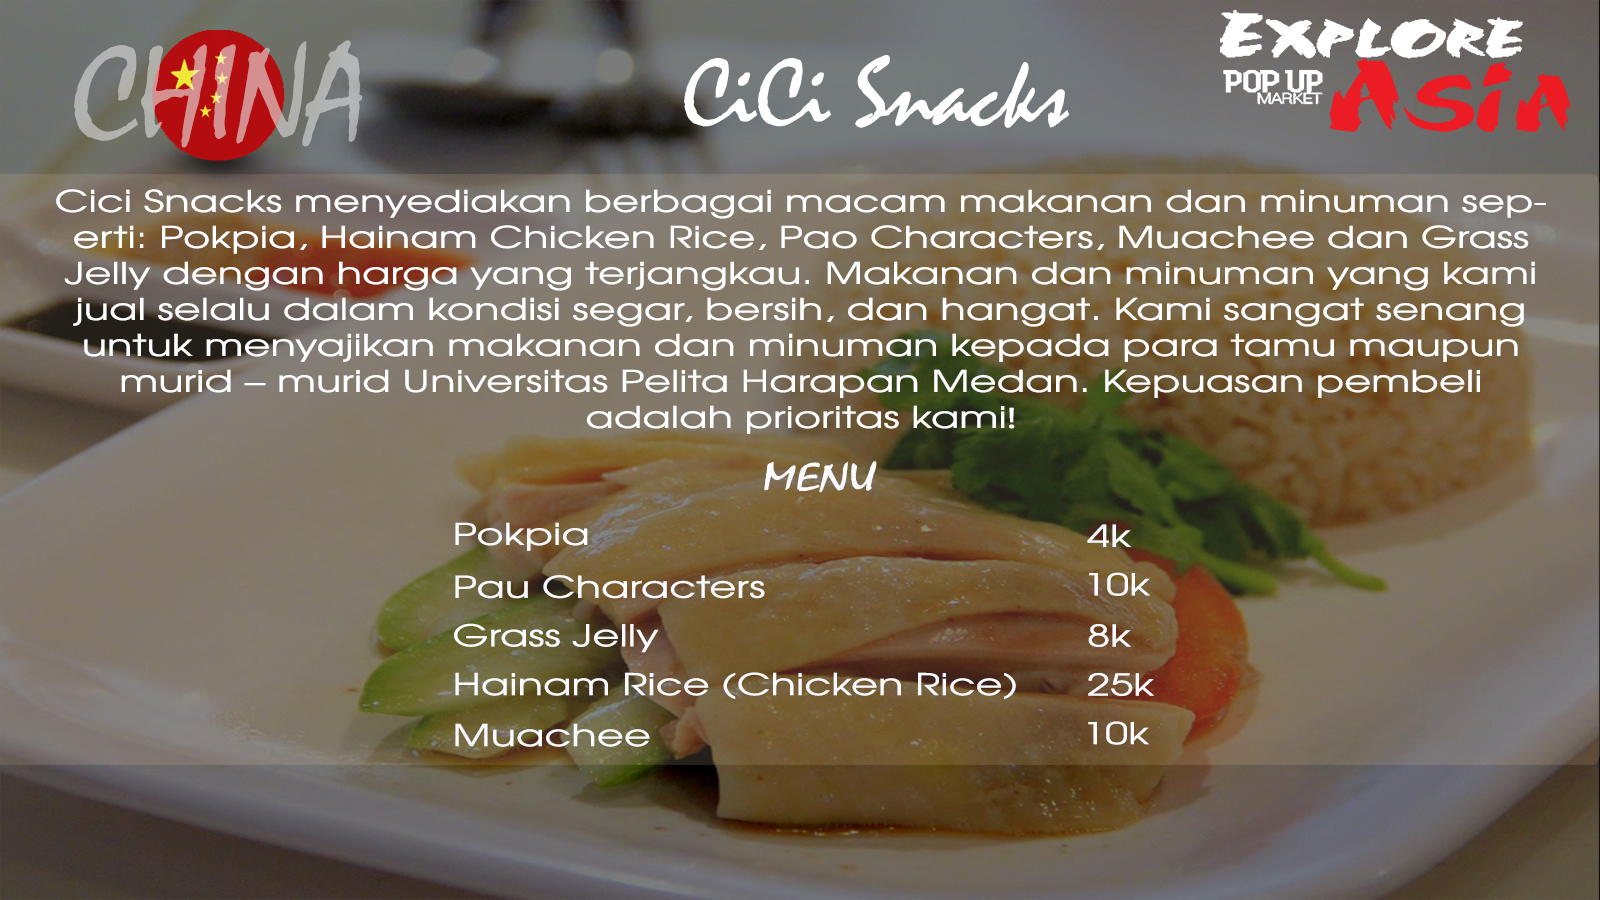 CHINA
CiCi Snacks
EXPLORE
POP UP
MARKET
ASIA
Cici Snacks menyediakan berbagai macam makanan dan minuman sep-
erti: Pokpia, Hainam Chicken Rice, Pao Characters, Muachee dan Grass
Jelly dengan harga yang terjangkau. Makanan dan minuman yang kami
jual selalu dalam kondisi segar, bersih, dan hangat. Kami sangat senang
untuk menyajikan makanan dan minuman kepada para tamu maupun
murid – murid Universitas Pelita Harapan Medan. Kepuasan pembeli
adalah prioritas kami!
MENU
Pokpia 4k
Pau Characters 10k
Grass Jelly 8k
Hainam Rice (Chicken Rice) 25k
Muachee 10k